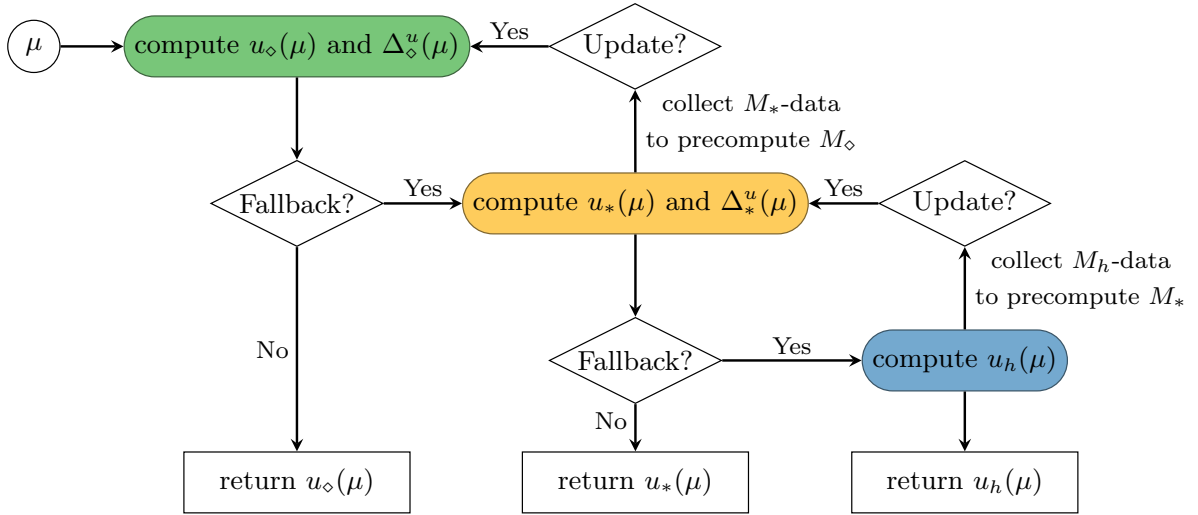 μ
compute u⋄(μ) and Δ⋄ᵘ(μ)
Yes
Update?
collect M∗-data
to precompute M⋄
Fallback?
Yes
compute u∗(μ) and Δ∗ᵘ(μ)
Yes
Update?
collect Mₕ-data
to precompute M∗
No
Fallback?
Yes
compute uₕ(μ)
No
return u⋄(μ)
return u∗(μ)
return uₕ(μ)